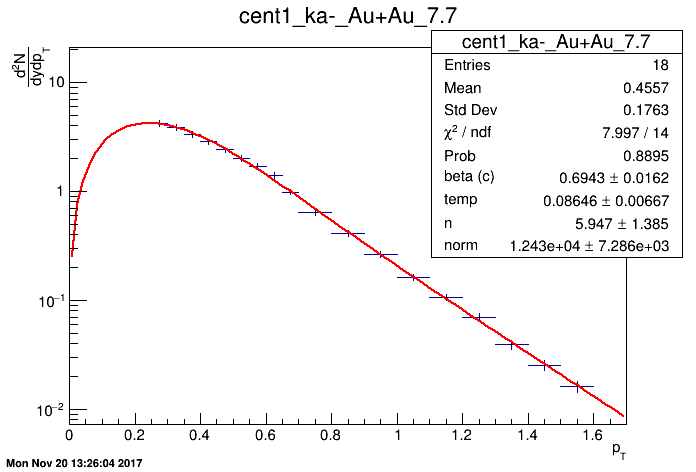 cent1_ka-_Au+Au_7.7
cent1_ka-_Au+Au_7.7
Entries 18
Mean 0.4557
Std Dev 0.1763
χ² / ndf 7.997 / 14
Prob 0.8895
beta (c) 0.6943 ± 0.0162
temp 0.08646 ± 0.00667
n 5.947 ± 1.385
norm 1.243e+04 ± 7.286e+03
d²N
dydp_T
10
1
10⁻¹
10⁻²
0 0.2 0.4 0.6 0.8 1 1.2 1.4 1.6
p_T
Mon Nov 20 13:26:04 2017